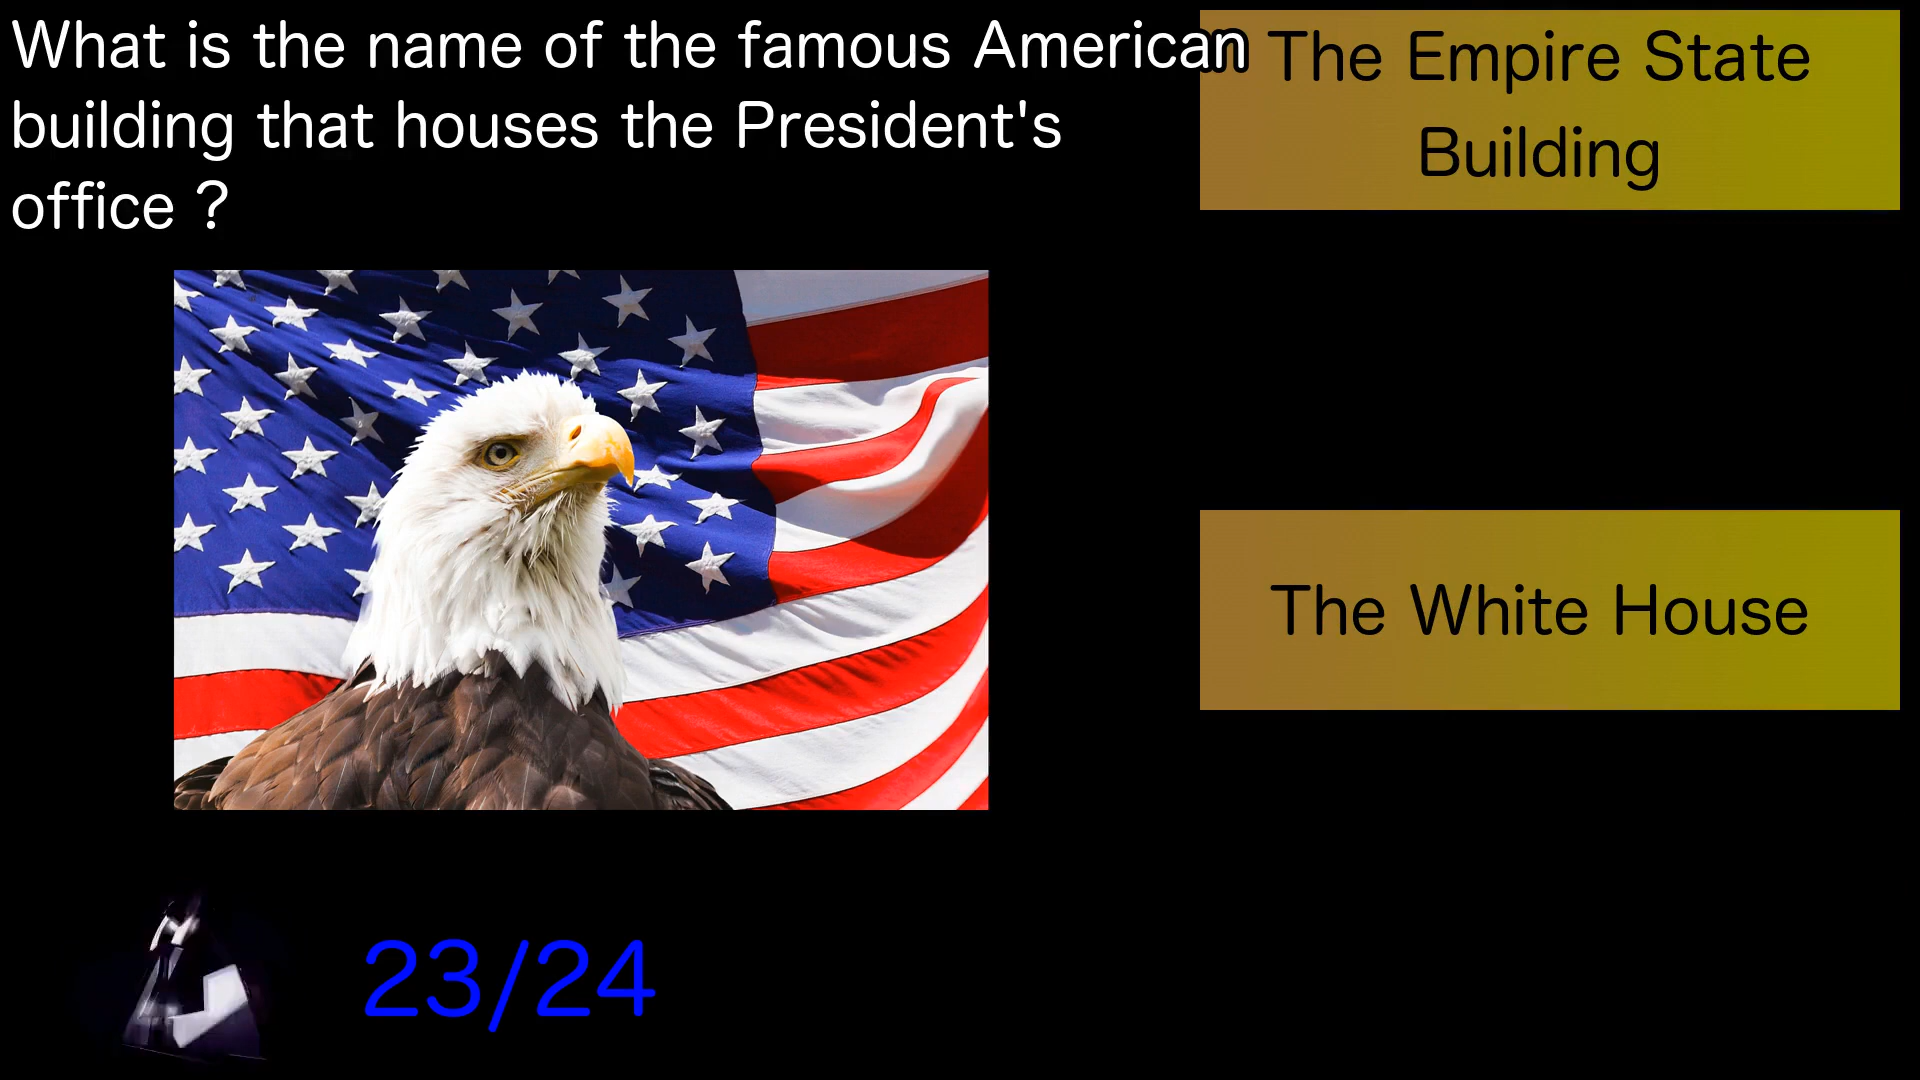 What is the name of the famous American
building that houses the President's
office ?
The Empire State
Building
The White House
23/24